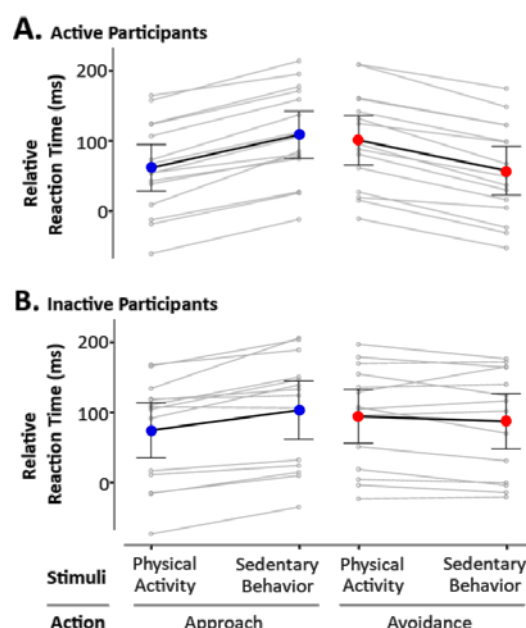 A. Active Participants
Relative
Reaction Time (ms)
200
100
0
B. Inactive Participants
Relative
Reaction Time (ms)
200
100
0
Stimuli
Physical Activity
Sedentary Behavior
Physical Activity
Sedentary Behavior
Action
Approach
Avoidance